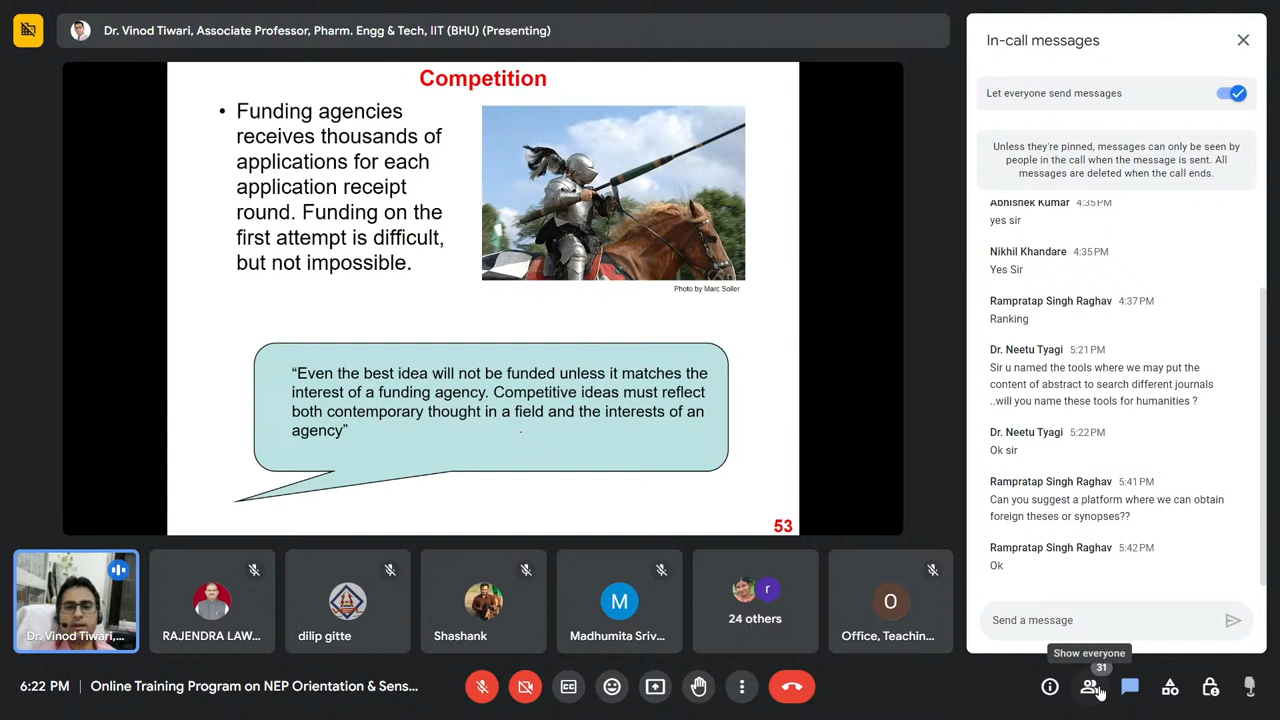 Dr. Vinod Tiwari, Associate Professor, Pharm. Engg & Tech, IIT (BHU) (Presenting)
Competition
• Funding agencies
receives thousands of
applications for each
application receipt
round. Funding on the
first attempt is difficult,
but not impossible.
Photo by Marc Soller
“Even the best idea will not be funded unless it matches the
interest of a funding agency. Competitive ideas must reflect
both contemporary thought in a field and the interests of an
agency”
53
Dr. Vinod Tiwari,...
RAJENDRA LAW...
dilip gitte
Shashank
M
Madhumita Sriv...
r
24 others
O
Office, Teachin...
In-call messages
Let everyone send messages
Unless they're pinned, messages can only be seen by
people in the call when the message is sent. All
messages are deleted when the call ends.
Abhishek Kumar 4:35 PM
yes sir
Nikhil Khandare 4:35 PM
Yes Sir
Rampratap Singh Raghav 4:37 PM
Ranking
Dr. Neetu Tyagi 5:21 PM
Sir u named the tools where we may put the
content of abstract to search different journals
..will you name these tools for humanities ?
Dr. Neetu Tyagi 5:22 PM
Ok sir
Rampratap Singh Raghav 5:41 PM
Can you suggest a platform where we can obtain
foreign theses or synopses??
Rampratap Singh Raghav 5:42 PM
Ok
Send a message
Show everyone
31
6:22 PM | Online Training Program on NEP Orientation & Sens...